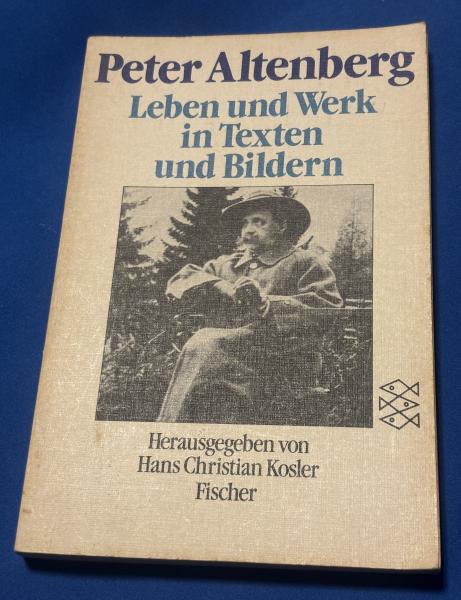 Peter Altenberg
Leben und Werk
in Texten
und Bildern
Herausgegeben von
Hans Christian Kosler
Fischer